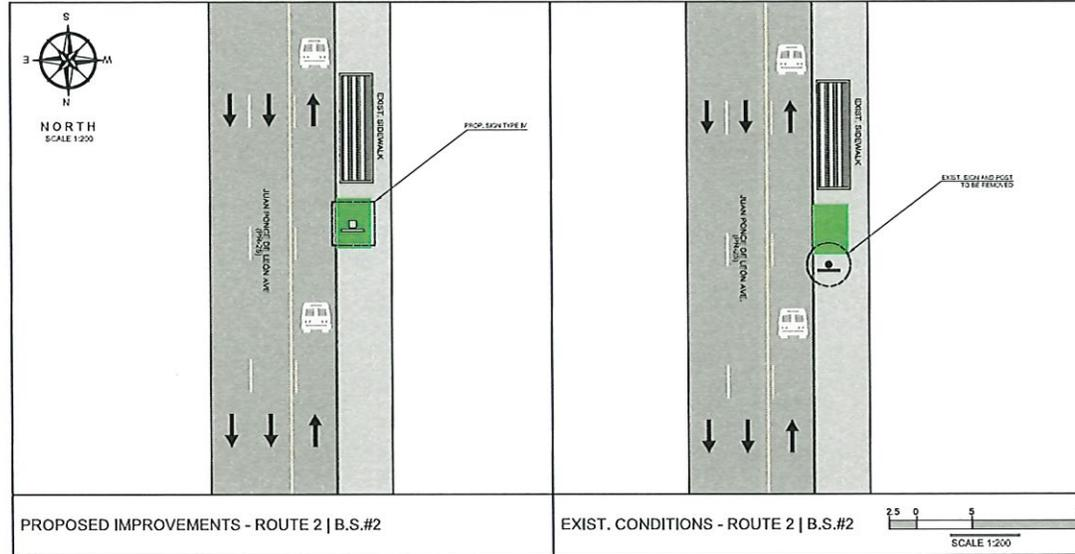 S
E
W
N
NORTH
SCALE 1:200
EXIST. SIDEWALK
PROP. SIGN TYPE IV
JUAN PONCE DE LEÓN AVE.
(PR-25)
PROPOSED IMPROVEMENTS - ROUTE 2 | B.S.#2
EXIST. SIDEWALK
EXIST. SIGN AND POST
TO BE REMOVED
JUAN PONCE DE LEÓN AVE.
(PR-25)
EXIST. CONDITIONS - ROUTE 2 | B.S.#2
2.5 0 5
SCALE 1:200